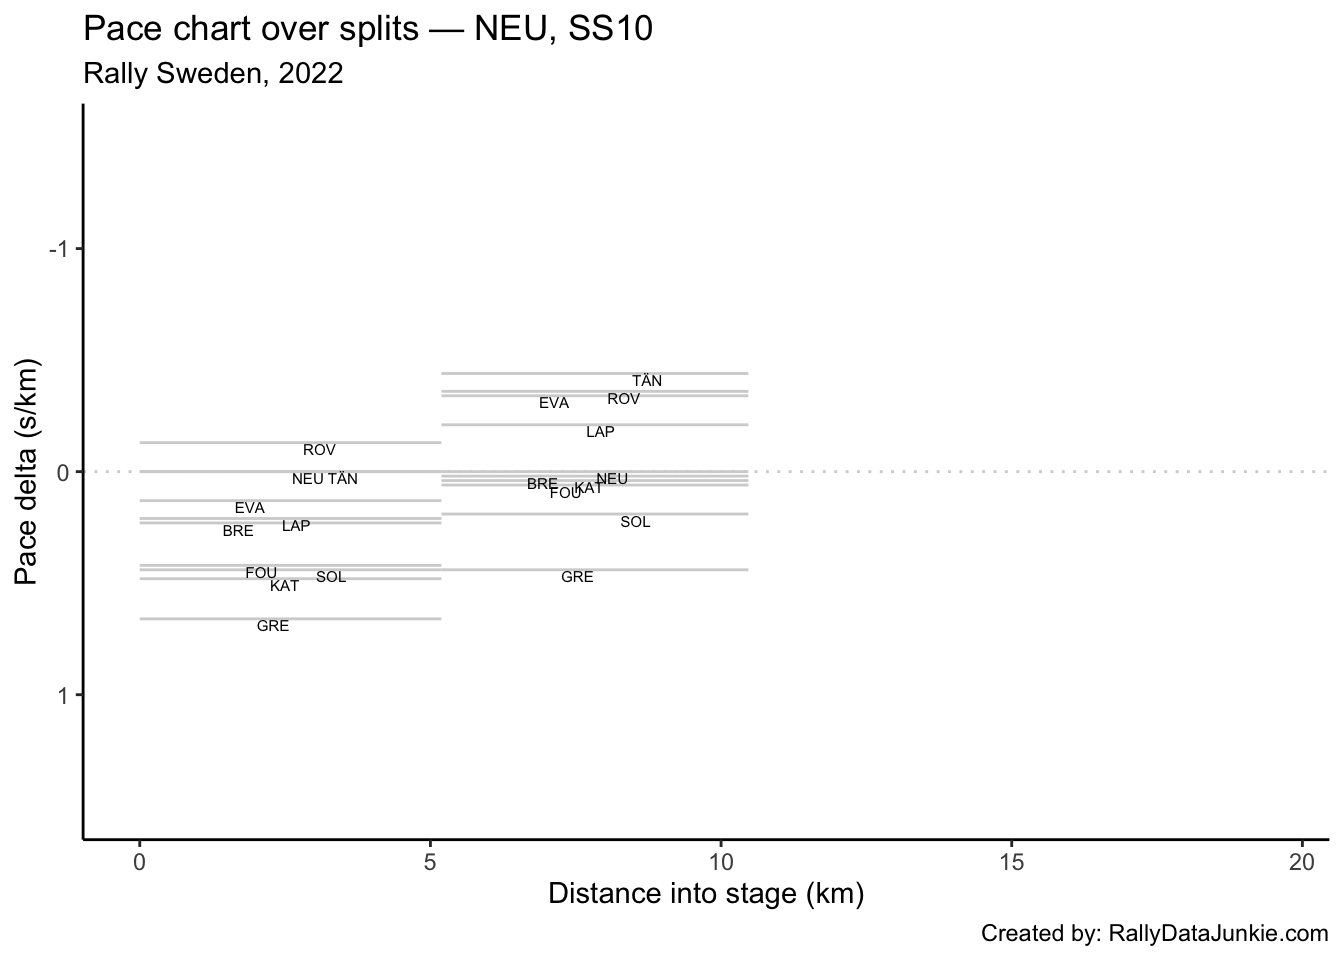 Pace chart over splits — NEU, SS10
Rally Sweden, 2022
Pace delta (s/km)
-1
0
1
TÄN
EVA
ROV
LAP
ROV
NEU TÄN
BRE
FOU
KAT
NEU
EVA
BRE
LAP
SOL
FOU
SOL
KAT
GRE
GRE
0
5
10
15
20
Distance into stage (km)
Created by: RallyDataJunkie.com